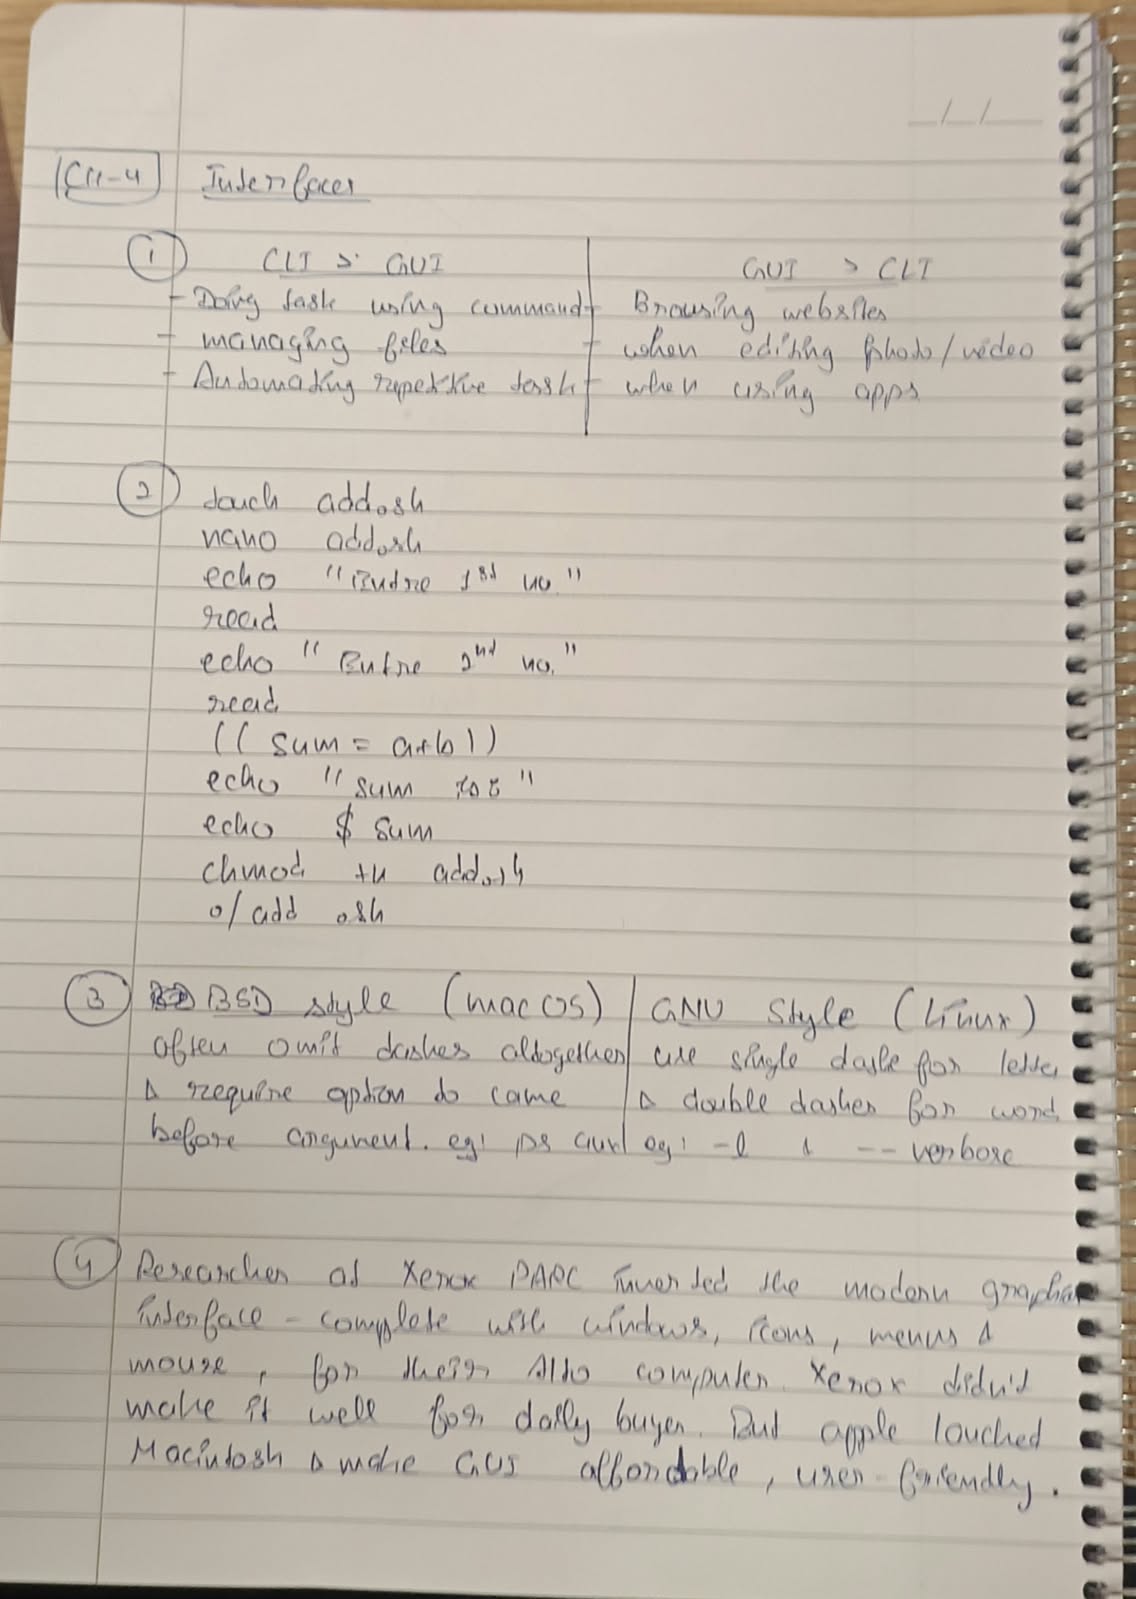 __/__/____
CH-4 Interfaces
1 CLI > GUI GUI > CLI
- Doing task using command - Browsing websites
- managing files - when editing photo/video
- Automating repetitive task - when using apps
2 touch add.sh
nano add.sh
echo "Entre 1st no."
read
echo "Entre 2nd no."
read
((sum = a+b))
echo "sum is"
echo $ sum
chmod +x add.sh
./add .sh
3 BSD style (mac OS) GNU Style (Linux)
often omit dashes altogether use single dash for letter
& require option to come & double dashes for word
before argument. eg: ps aux eg: -l & --verbose
4 Researcher at Xerox PARC invented the modern graphic
interface - complete with windows, icons, menus &
mouse, for their Alto computer. Xerox didn't
make it well for daily buyer. But apple louched
Macintosh & make GUI affordable, user-friendly.